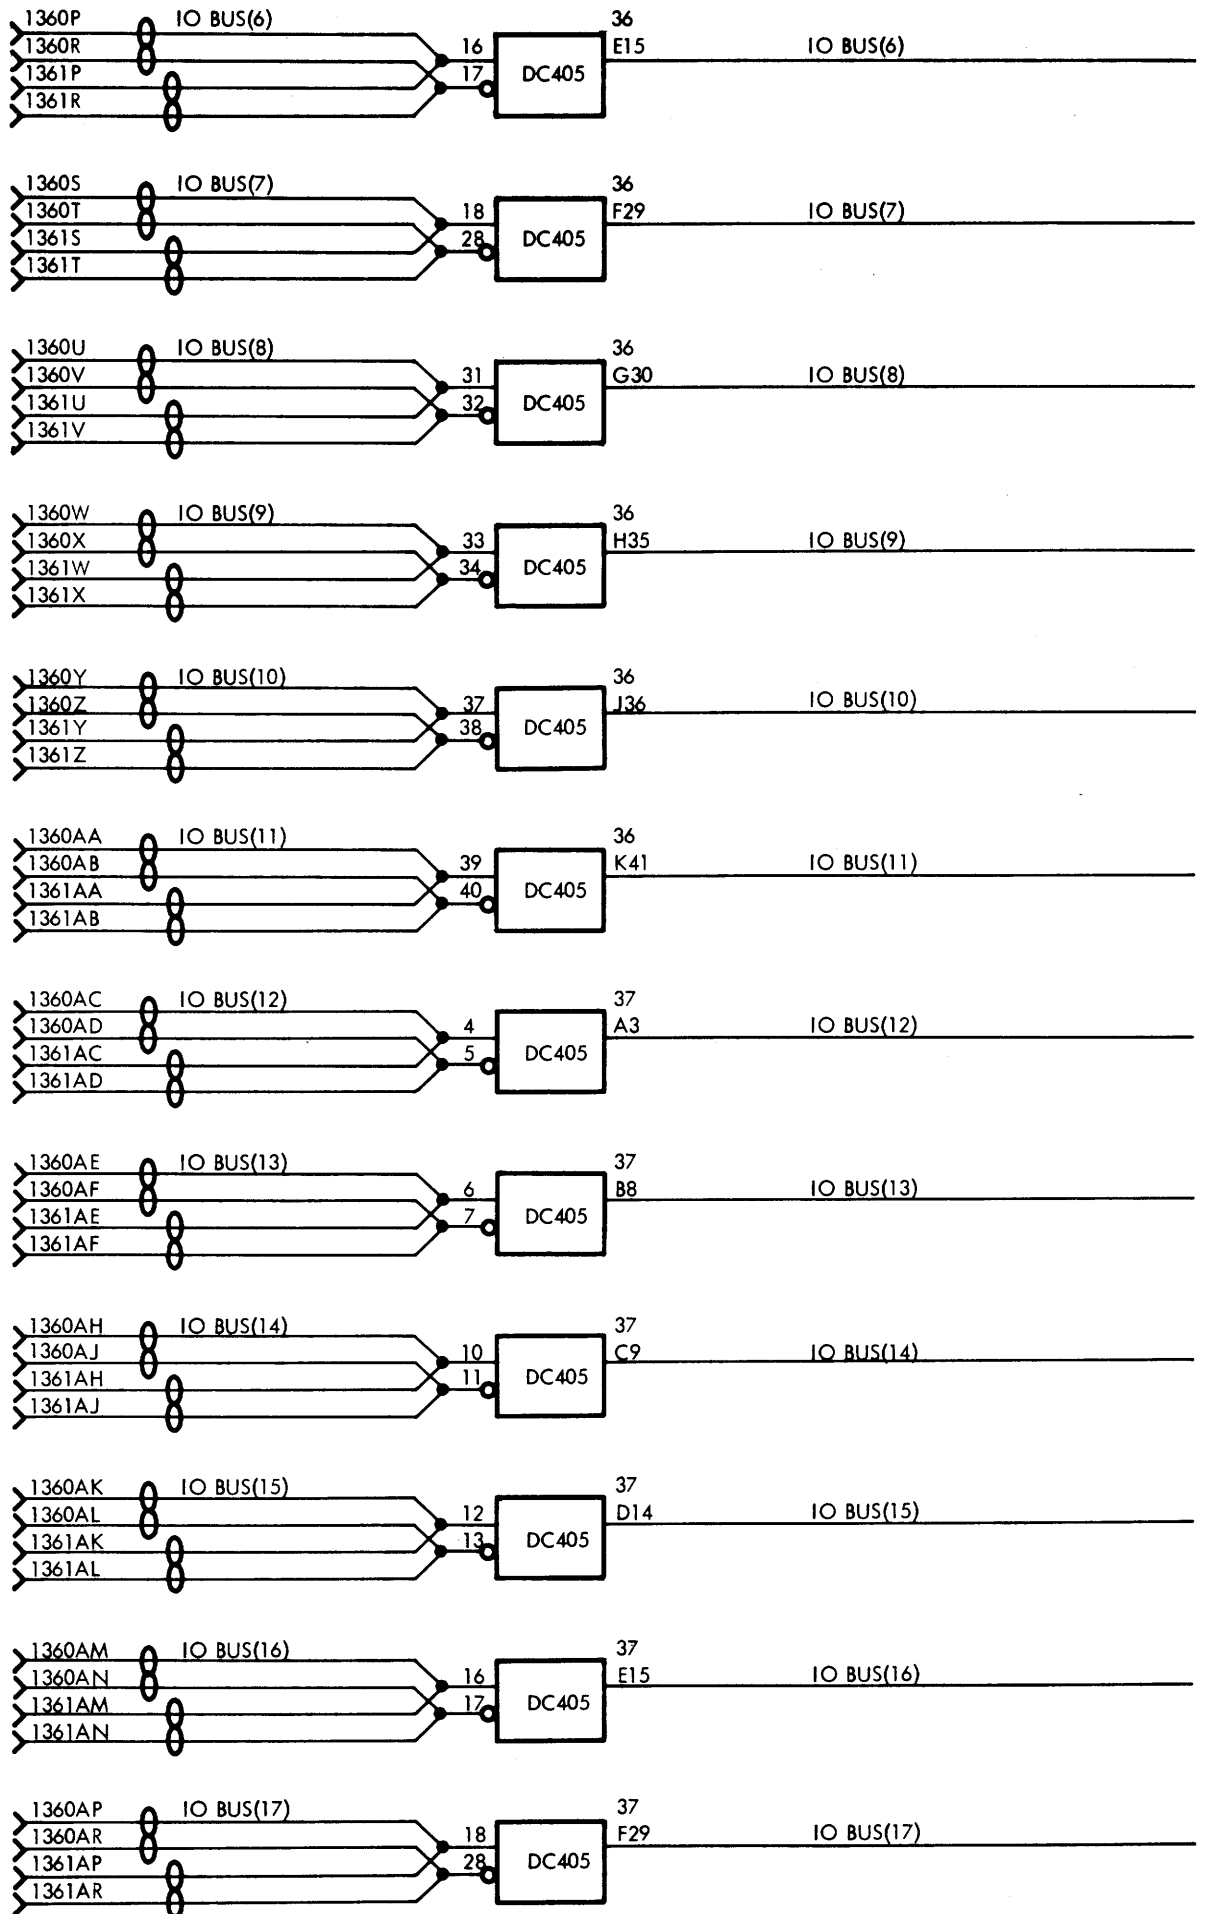 1360P IO BUS(6) 36
1360R 16 E15 IO BUS(6)
1361P 17 DC405
1361R
1360S IO BUS(7) 36
1360T 18 F29 IO BUS(7)
1361S 28 DC405
1361T
1360U IO BUS(8) 36
1360V 31 G30 IO BUS(8)
1361U 32 DC405
1361V
1360W IO BUS(9) 36
1360X 33 H35 IO BUS(9)
1361W 34 DC405
1361X
1360Y IO BUS(10) 36
1360Z 37 J36 IO BUS(10)
1361Y 38 DC405
1361Z
1360AA IO BUS(11) 36
1360AB 39 K41 IO BUS(11)
1361AA 40 DC405
1361AB
1360AC IO BUS(12) 37
1360AD 4 A3 IO BUS(12)
1361AC 5 DC405
1361AD
1360AE IO BUS(13) 37
1360AF 6 B8 IO BUS(13)
1361AE 7 DC405
1361AF
1360AH IO BUS(14) 37
1360AJ 10 C9 IO BUS(14)
1361AH 11 DC405
1361AJ
1360AK IO BUS(15) 37
1360AL 12 D14 IO BUS(15)
1361AK 13 DC405
1361AL
1360AM IO BUS(16) 37
1360AN 16 E15 IO BUS(16)
1361AM 17 DC405
1361AN
1360AP IO BUS(17) 37
1360AR 18 F29 IO BUS(17)
1361AP 28 DC405
1361AR